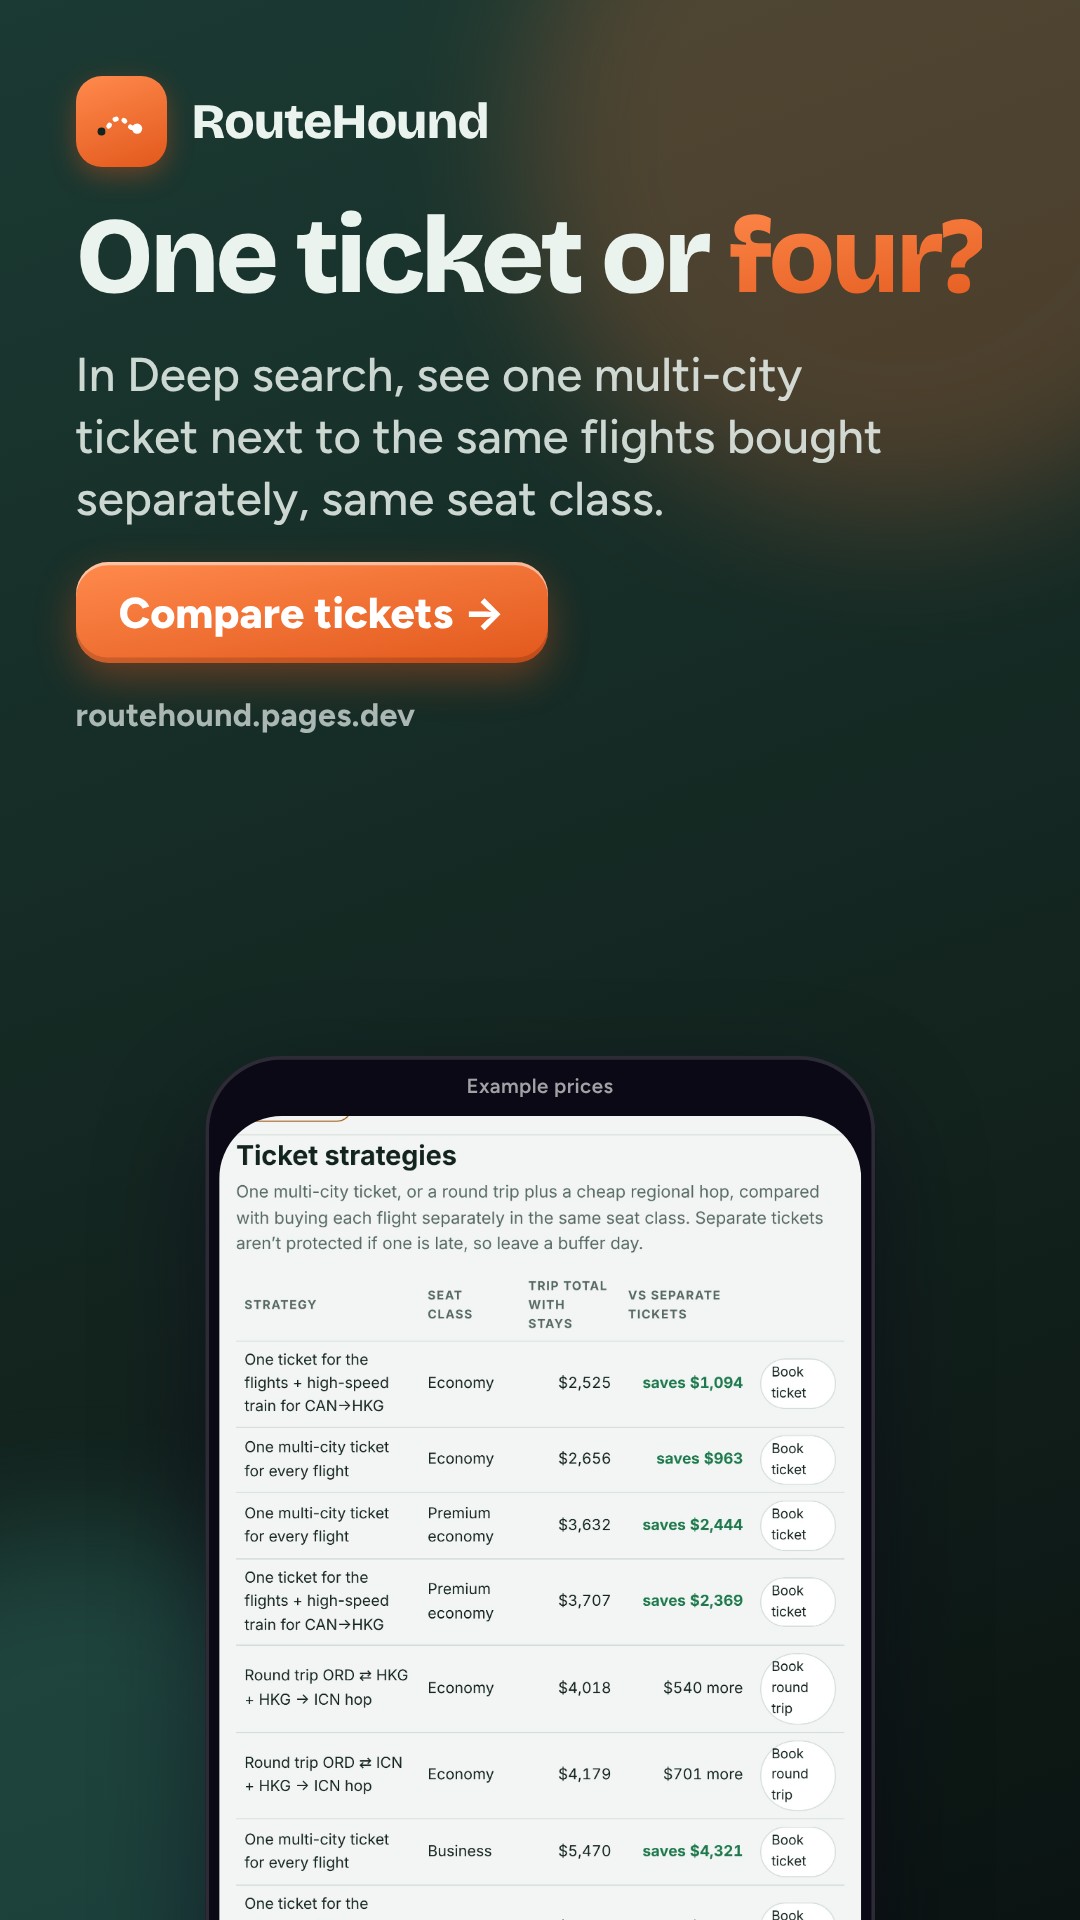 RouteHound
One ticket or four?
In Deep search, see one multi-city
ticket next to the same flights bought
separately, same seat class.
Compare tickets →
routehound.pages.dev
Example prices
Ticket strategies
One multi-city ticket, or a round trip plus a cheap regional hop, compared
with buying each flight separately in the same seat class. Separate tickets
aren’t protected if one is late, so leave a buffer day.
STRATEGY
SEAT
CLASS
TRIP TOTAL
WITH
STAYS
VS SEPARATE
TICKETS
One ticket for the
flights + high-speed
train for CAN→HKG
Economy
$2,525
saves $1,094
Book
ticket
One multi-city ticket
for every flight
Economy
$2,656
saves $963
Book
ticket
One multi-city ticket
for every flight
Premium
economy
$3,632
saves $2,444
Book
ticket
One ticket for the
flights + high-speed
train for CAN→HKG
Premium
economy
$3,707
saves $2,369
Book
ticket
Round trip ORD ⇄ HKG
+ HKG → ICN hop
Economy
$4,018
$540 more
Book
round
trip
Round trip ORD ⇄ ICN
+ HKG → ICN hop
Economy
$4,179
$701 more
Book
round
trip
One multi-city ticket
for every flight
Business
$5,470
saves $4,321
Book
ticket
One ticket for the
Book